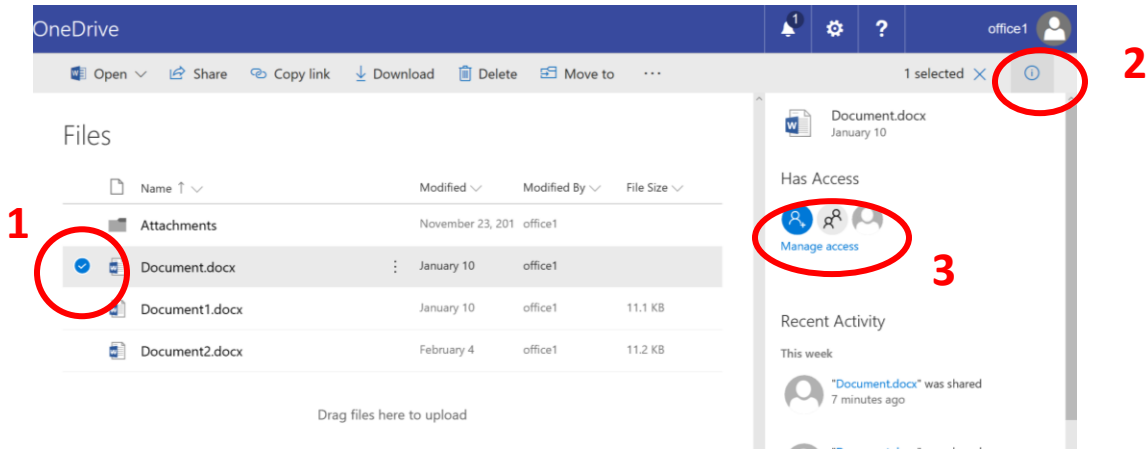 OneDrive 1 ? office1
Open Share Copy link Download Delete Move to ... 1 selected
2
Files
Name ↑ Modified Modified By File Size
1
Attachments November 23, 201 office1
Document.docx January 10 office1
Document1.docx January 10 office1 11.1 KB
Document2.docx February 4 office1 11.2 KB
Drag files here to upload
Document.docx
January 10
Has Access
Manage access
3
Recent Activity
This week
"Document.docx" was shared
7 minutes ago